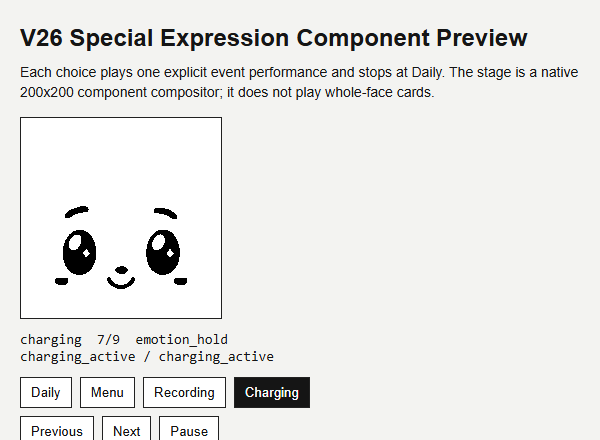 V26 Special Expression Component Preview
Each choice plays one explicit event performance and stops at Daily. The stage is a native
200x200 component compositor; it does not play whole-face cards.
charging 7/9 emotion_hold
charging_active / charging_active
Daily Menu Recording Charging
Previous Next Pause